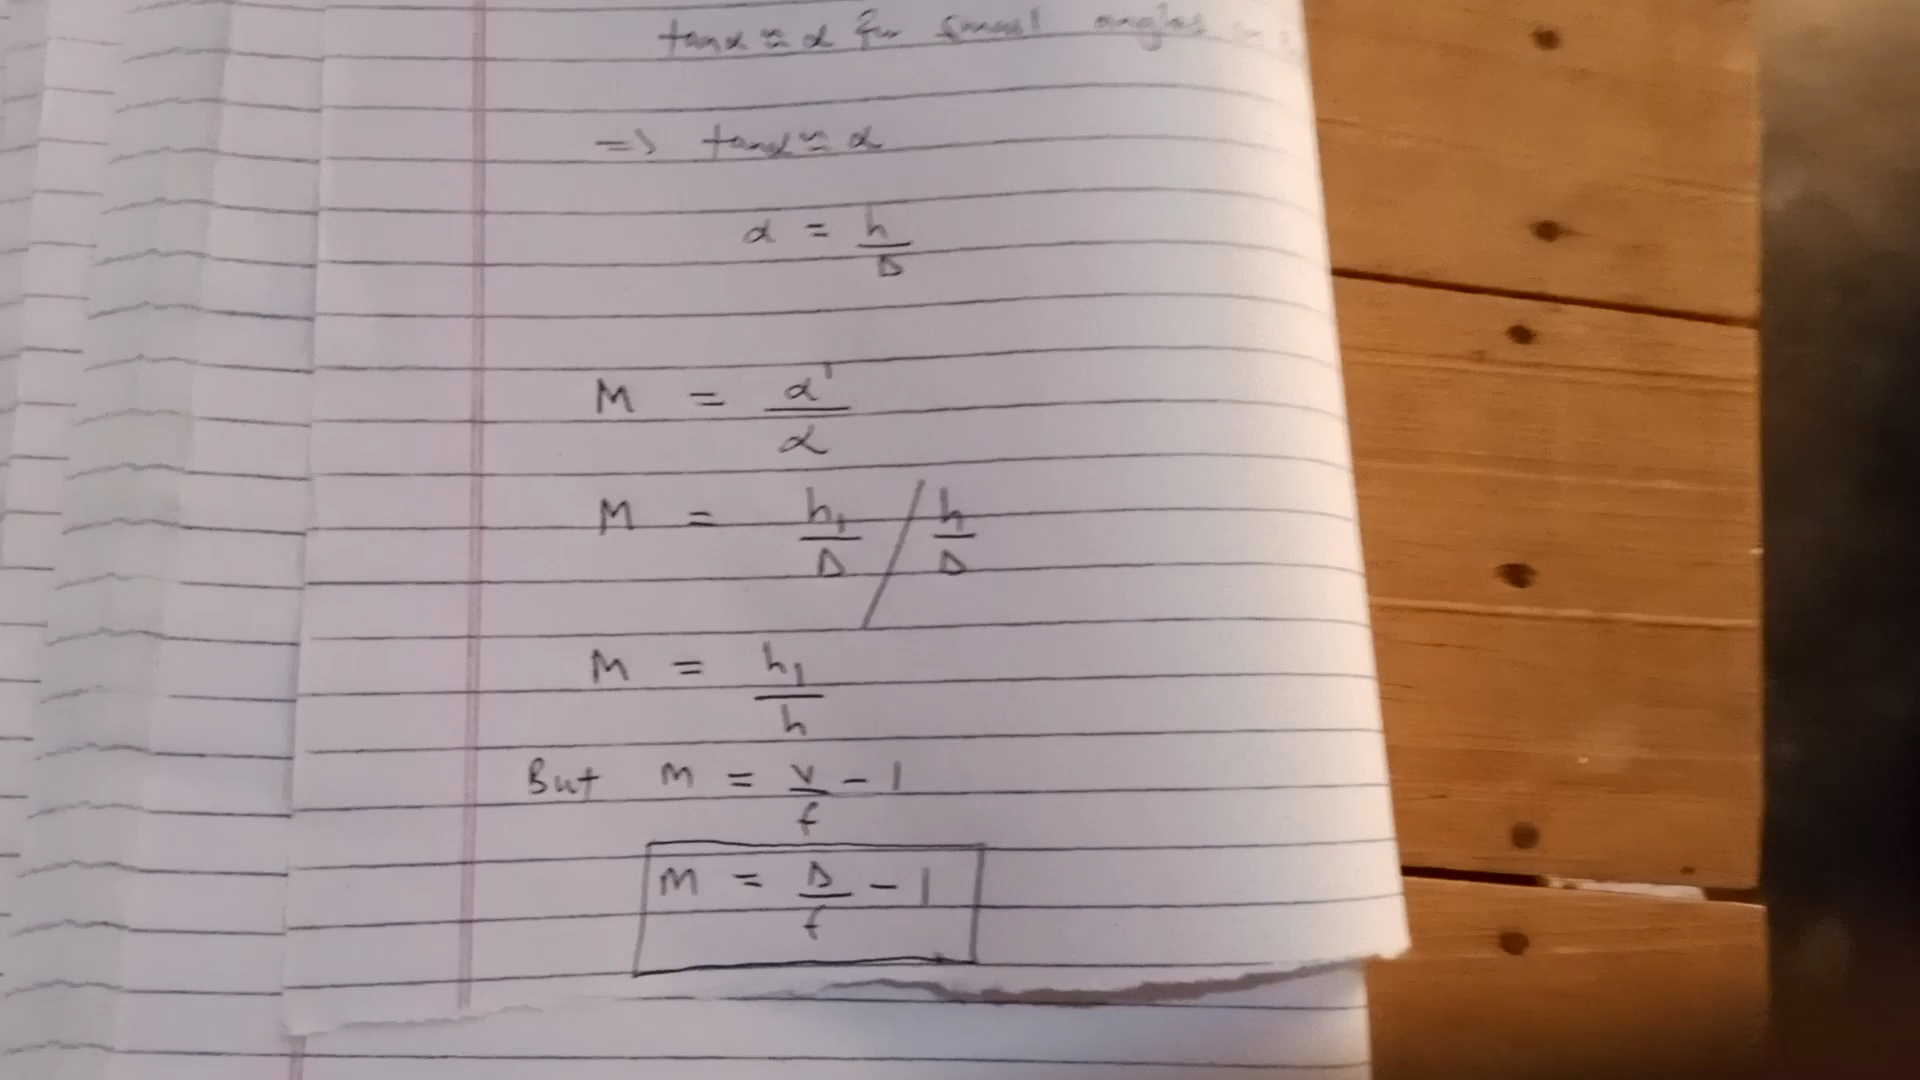 tanα ≈ α for small angles
=> tanα ≈ α
α = h/D
M = α'/α
M = h₁/D / h/D
M = h₁/h
But m = v/f - 1
m = D/f - 1